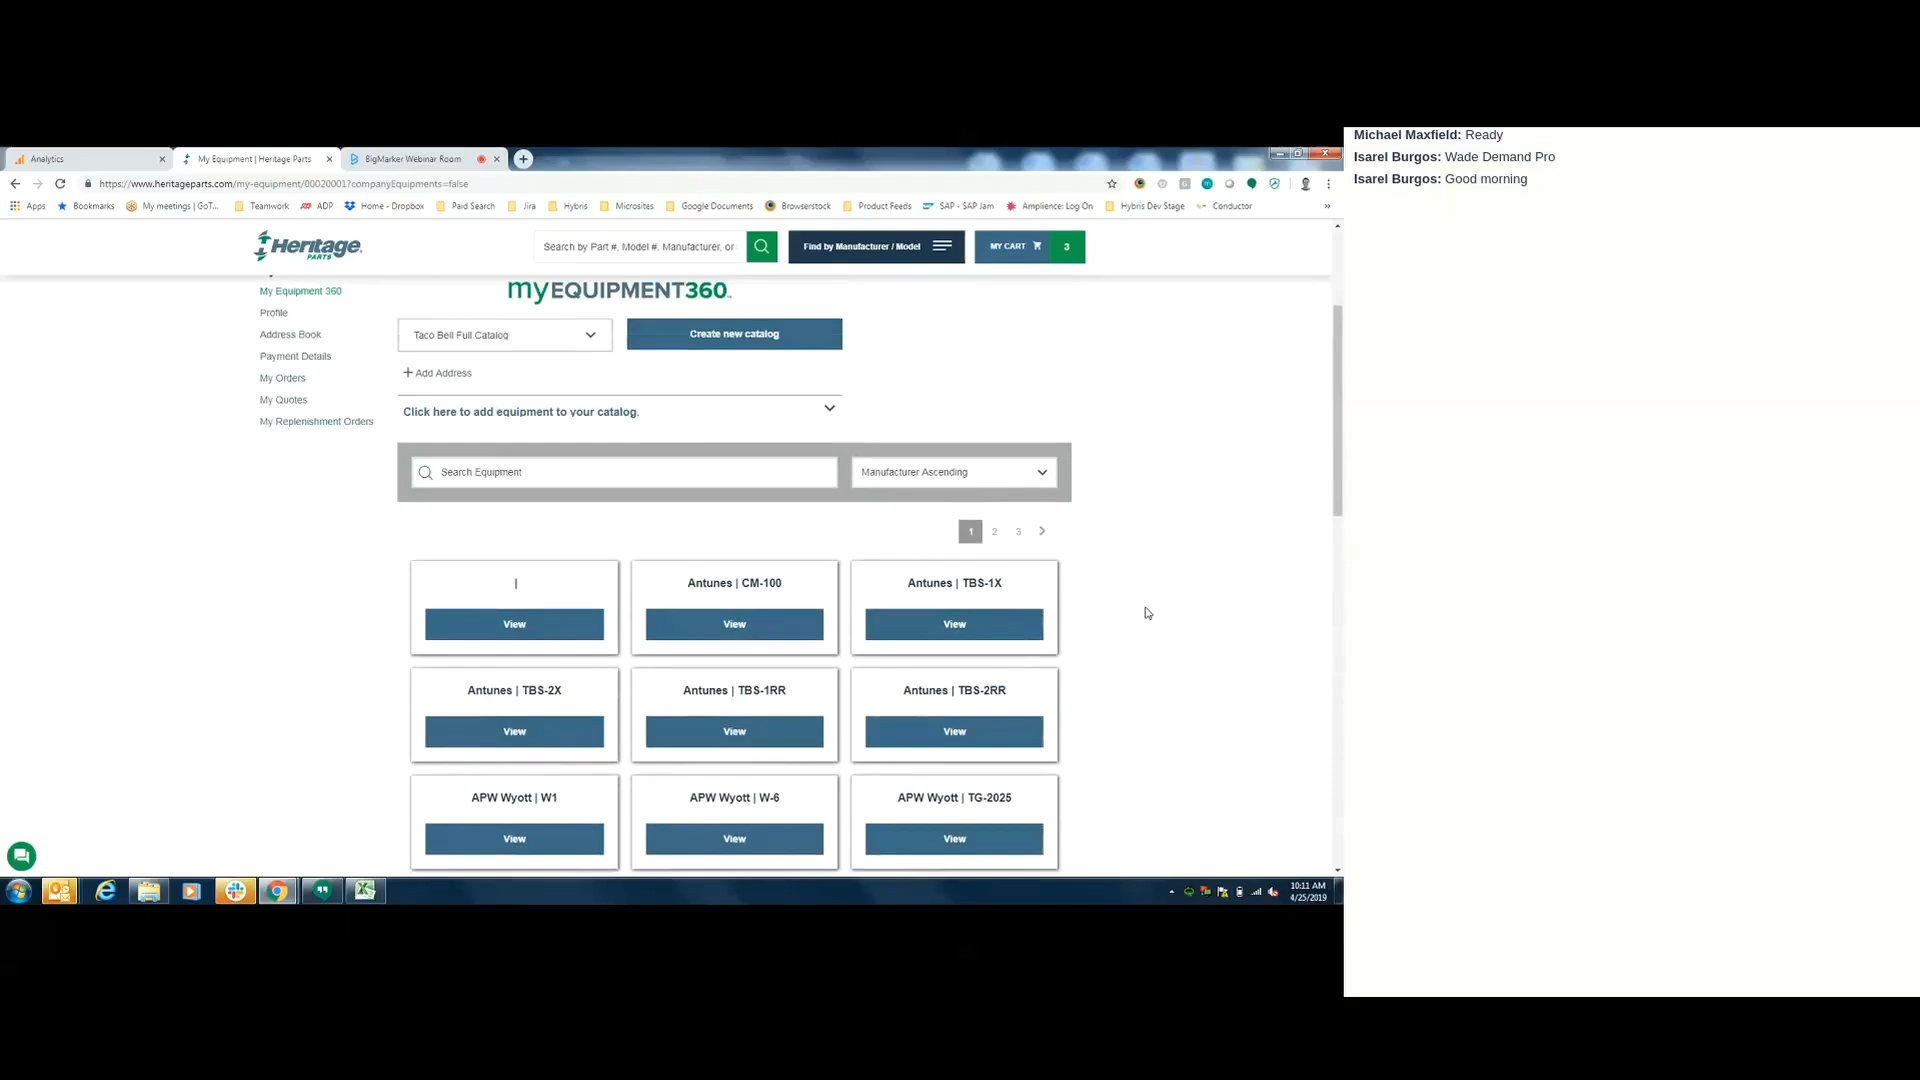 Michael Maxfield: Ready
Isarel Burgos: Wade Demand Pro
Isarel Burgos: Good morning
Analytics
My Equipment | Heritage Parts
BigMarker Webinar Room
https://www.heritageparts.com/my-equipment/00020001?companyEquipments=false
Apps
Bookmarks
My meetings | GoT...
Teamwork
ADP
Home - Dropbox
Paid Search
Jira
Hybris
Microsites
Google Documents
Browserstock
Product Feeds
SAP - SAP Jam
Amplience: Log On
Hybris Dev Stage
Conductor
Heritage PARTS
Search by Part #, Model #, Manufacturer, or
Find by Manufacturer / Model
MY CART
3
My Equipment 360
Profile
Address Book
Payment Details
My Orders
My Quotes
My Replenishment Orders
myEQUIPMENT360
Taco Bell Full Catalog
Create new catalog
+ Add Address
Click here to add equipment to your catalog.
Search Equipment
Manufacturer Ascending
1 2 3 >
|
Antunes | CM-100
Antunes | TBS-1X
View
View
View
Antunes | TBS-2X
Antunes | TBS-1RR
Antunes | TBS-2RR
View
View
View
APW Wyott | W1
APW Wyott | W-6
APW Wyott | TG-2025
View
View
View
10:11 AM
4/25/2019